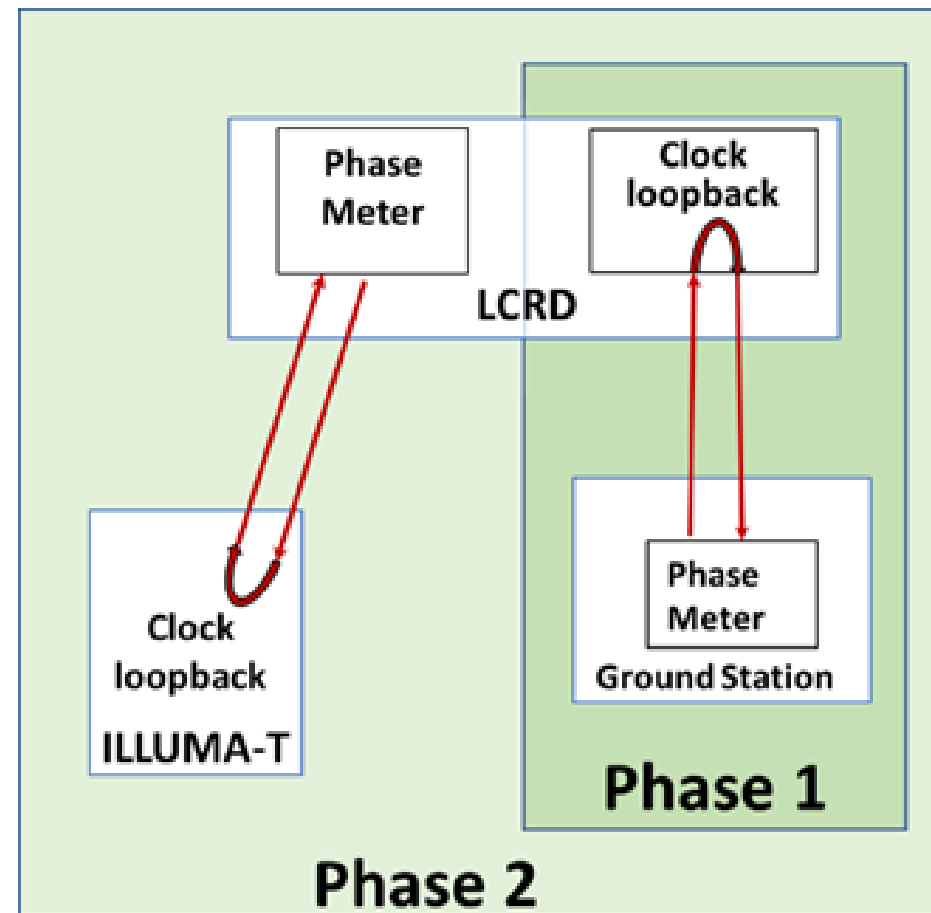 Phase
Meter
Clock
loopback
LCRD
Clock
loopback
ILLUMA-T
Phase
Meter
Ground Station
Phase 1
Phase 2